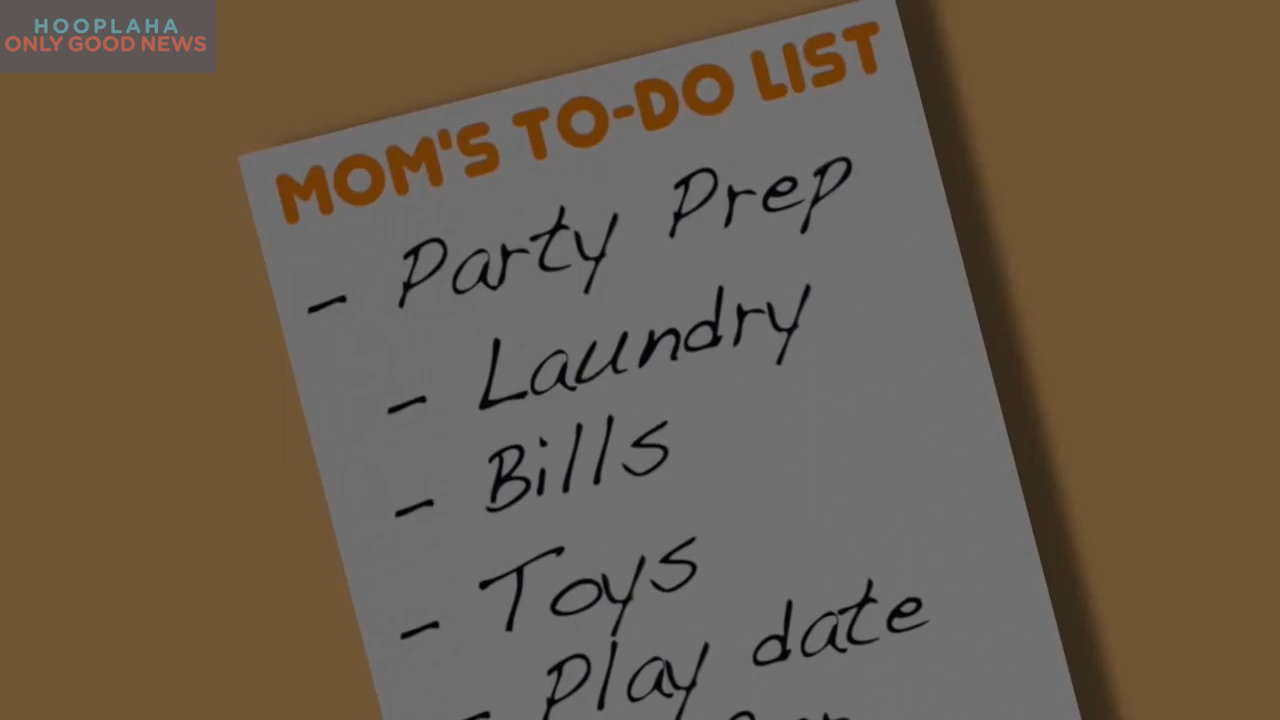 HOOPLAHA
ONLY GOOD NEWS
MOM'S TO-DO LIST
- Party Prep
- Laundry
- Bills
- Toys
- Play date